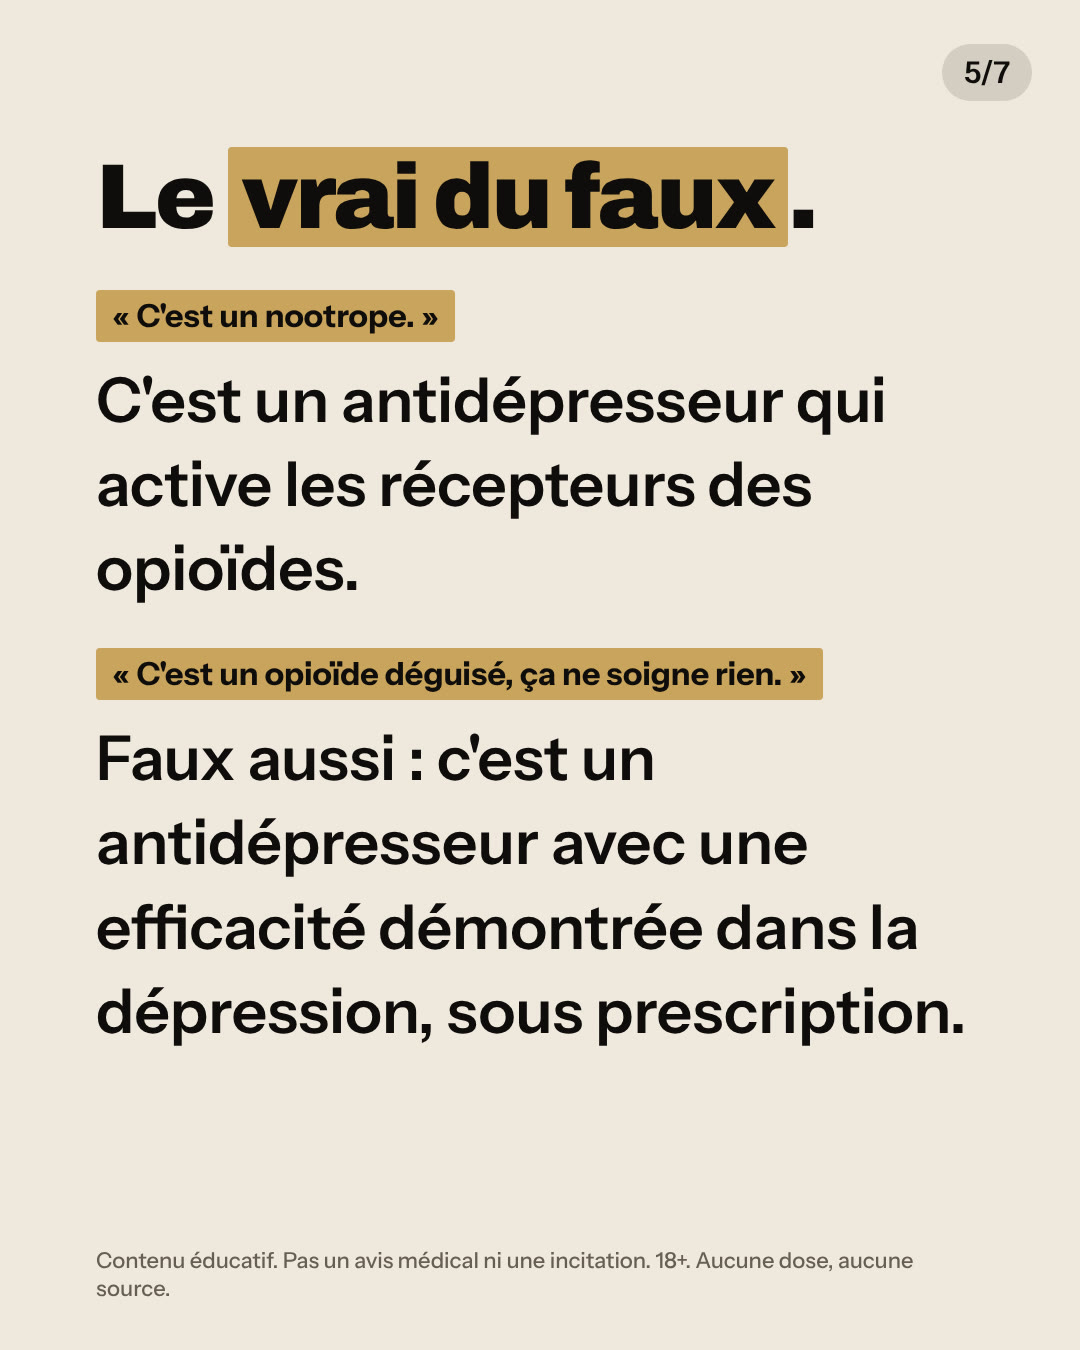 5/7
Le vrai du faux.
« C'est un nootrope. »
C'est un antidépresseur qui
active les récepteurs des
opioïdes.
« C'est un opioïde déguisé, ça ne soigne rien. »
Faux aussi : c'est un
antidépresseur avec une
efficacité démontrée dans la
dépression, sous prescription.
Contenu éducatif. Pas un avis médical ni une incitation. 18+. Aucune dose, aucune
source.